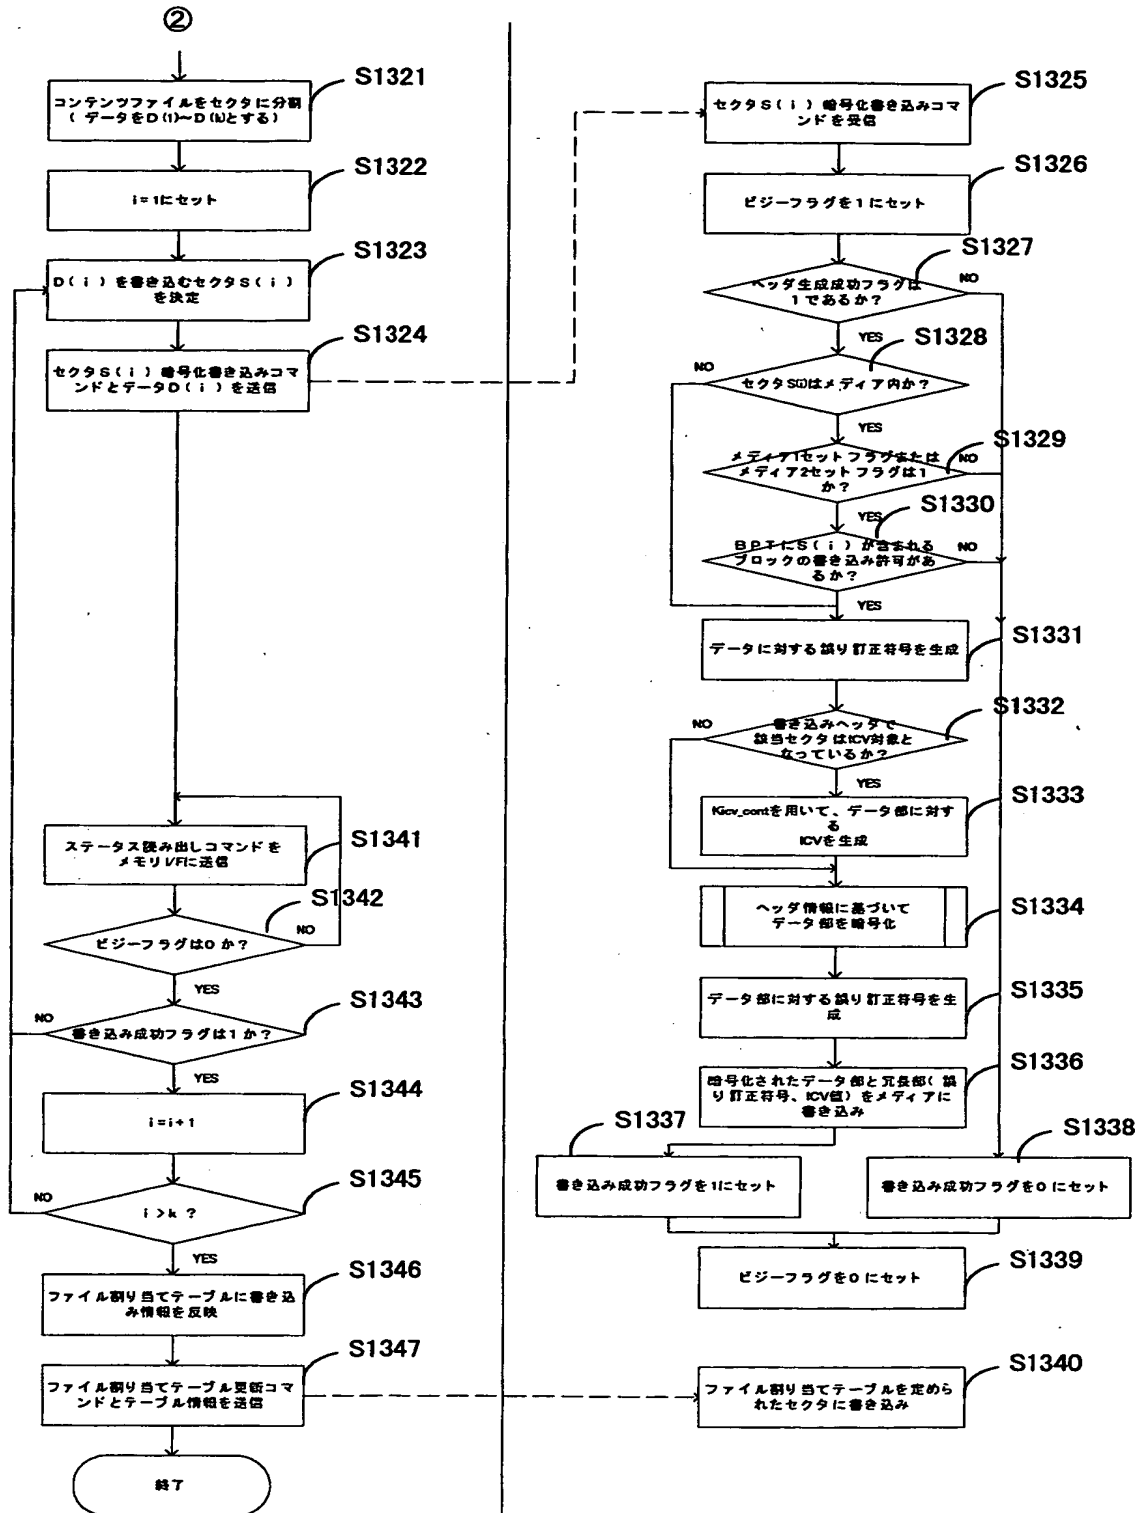 ②
S1321
コンテンツファイルをセクタに分割
(データをD(1)~D(k)とする)
S1322
i=1にセット
S1323
D(i)を書き込むセクタS(i)
を決定
S1324
セクタS(i)暗号化書き込みコマ
ンドとデータD(i)を送信
S1341
ステータス読み出しコマンドを
メモリI/Fに送信
S1342
ビジーフラグは0か?
NO
YES
S1343
書き込み成功フラグは1か?
NO
YES
S1344
i=i+1
S1345
i>k ?
NO
YES
S1346
ファイル割り当てテーブルに書き込
み情報を反映
S1347
ファイル割り当てテーブル更新コマ
ンドとテーブル情報を送信
終了
S1325
セクタS(i)暗号化書き込みコマ
ンドを受信
S1326
ビジーフラグを1にセット
S1327
ヘッダ生成成功フラグは
1であるか?
NO
YES
S1328
セクタS(i)はメディア内か?
NO
YES
S1329
メディア1セットフラグまたは
メディア2セットフラグは1
か?
NO
YES
S1330
BPTにS(i)が含まれる
ブロックの書き込み許可があ
るか?
NO
YES
S1331
データに対する誤り訂正符号を生成
S1332
書き込みヘッダで
該当セクタはICV対象と
なっているか?
NO
YES
S1333
Kicv_contを用いて、データ部に対す
る
ICVを生成
S1334
ヘッダ情報に基づいて
データ部を暗号化
S1335
データ部に対する誤り訂正符号を生
成
S1336
暗号化されたデータ部と冗長部(誤
り訂正符号、ICV値)をメディアに
書き込み
S1337
書き込み成功フラグを1にセット
S1338
書き込み成功フラグを0にセット
S1339
ビジーフラグを0にセット
S1340
ファイル割り当てテーブルを定めら
れたセクタに書き込み